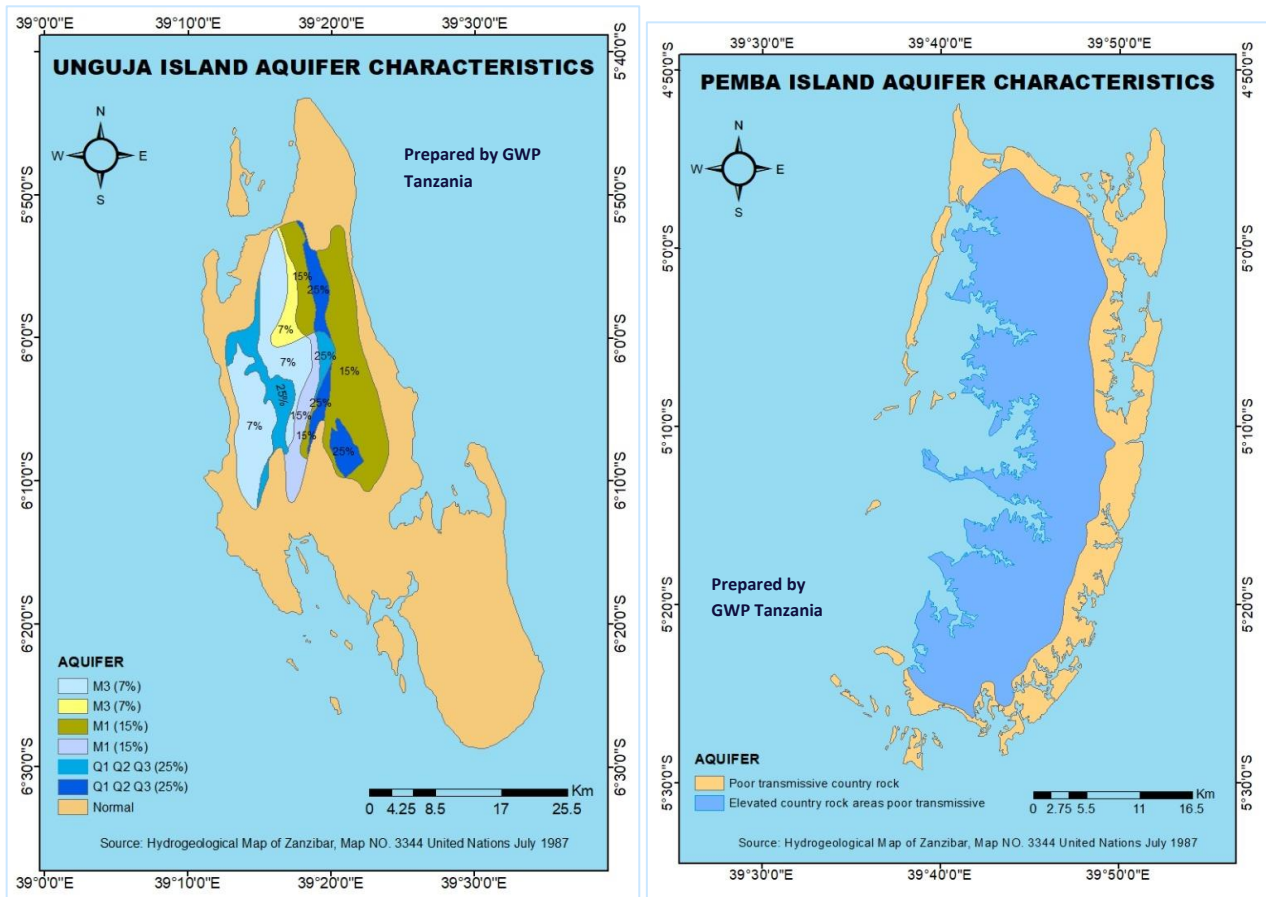 39°0'0"E 39°10'0"E 39°20'0"E 39°30'0"E
5°40'0"S
5°50'0"S
6°0'0"S
6°10'0"S
6°20'0"S
6°30'0"S
UNGUJA ISLAND AQUIFER CHARACTERISTICS
N
W E
S
Prepared by GWP
Tanzania
15%
25%
7%
7%
25%
15%
25%
25%
15%
7%
15%
25%
AQUIFER
M3 (7%)
M3 (7%)
M1 (15%)
M1 (15%)
Q1 Q2 Q3 (25%)
Q1 Q2 Q3 (25%)
Normal
Km
0 4.25 8.5 17 25.5
Source: Hydrogeological Map of Zanzibar, Map NO. 3344 United Nations July 1987
5°40'0"S
5°50'0"S
6°0'0"S
6°10'0"S
6°20'0"S
6°30'0"S
39°0'0"E 39°10'0"E 39°20'0"E 39°30'0"E
39°30'0"E 39°40'0"E 39°50'0"E
4°50'0"S
5°0'0"S
5°10'0"S
5°20'0"S
5°30'0"S
PEMBA ISLAND AQUIFER CHARACTERISTICS
N
W E
S
Prepared by
GWP Tanzania
AQUIFER
Poor transmissive country rock
Elevated country rock areas poor transmissive
Km
0 2.75 5.5 11 16.5
Source: Hydrogeological Map of Zanzibar, Map NO. 3344 United Nations July 1987
4°50'0"S
5°0'0"S
5°10'0"S
5°20'0"S
5°30'0"S
39°30'0"E 39°40'0"E 39°50'0"E